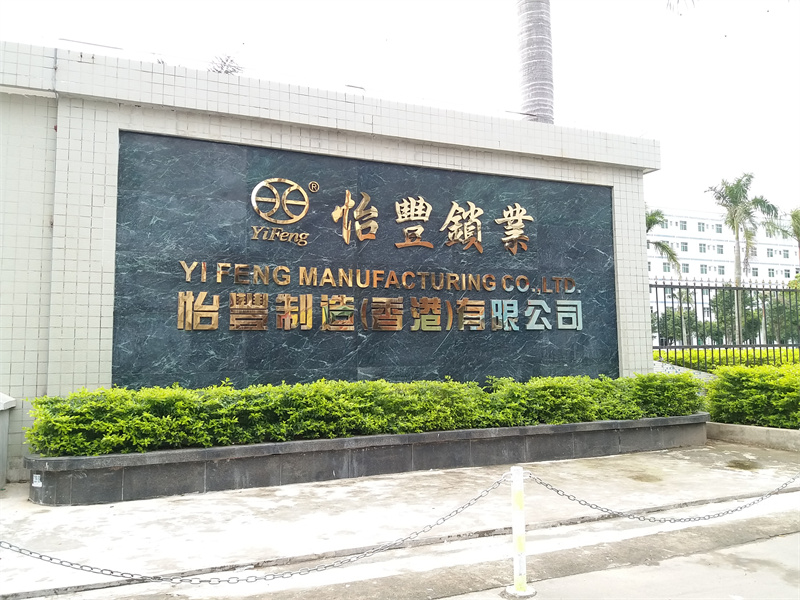 YiFeng ®
怡豐鎖業
YI FENG MANUFACTURING CO.,LTD.
怡豐制造(香港)有限公司